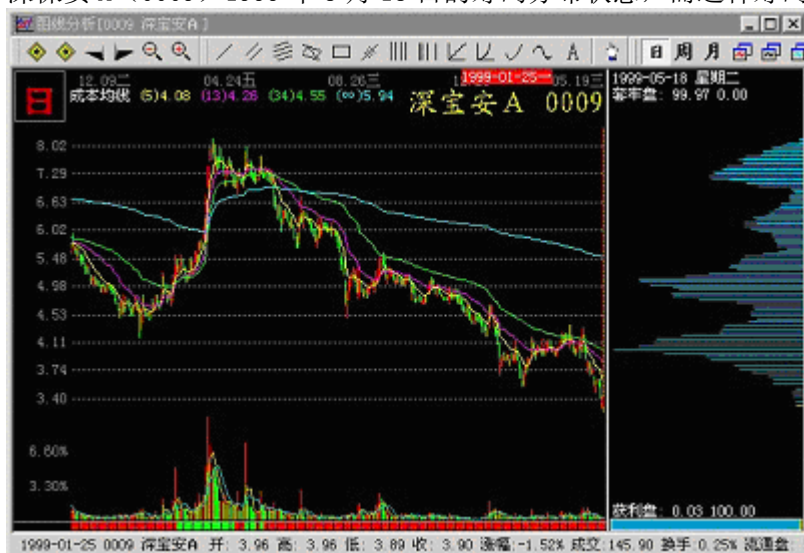 图线分析[0009 深宝安A]
日 周 月
12.09二 04.24五 08.26三 1999-01-25一 05.19三
日 成本均线 (5)4.08 (13)4.26 (34)4.55 (∞)5.94 深宝安A 0009
1999-05-18 星期二
套牢盘: 99.97 0.00
8.02
7.29
6.63
6.02
5.48
4.98
4.53
4.11
3.74
3.40
6.60%
3.30%
获利盘: 0.03 100.00
1999-01-25 0009 深宝安A 开: 3.96 高: 3.96 低: 3.89 收: 3.90 涨幅:-1.52% 成交:145.90 换手:0.25% 流通盘: